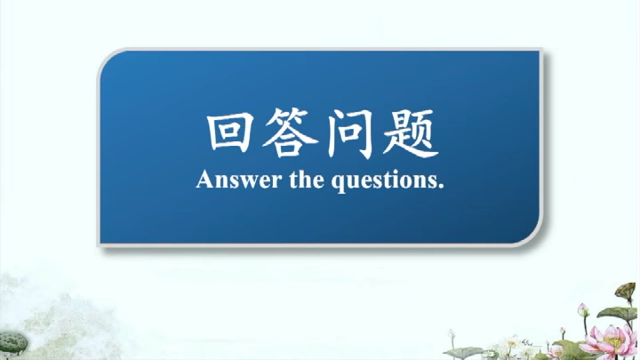 回答问题
Answer the questions.